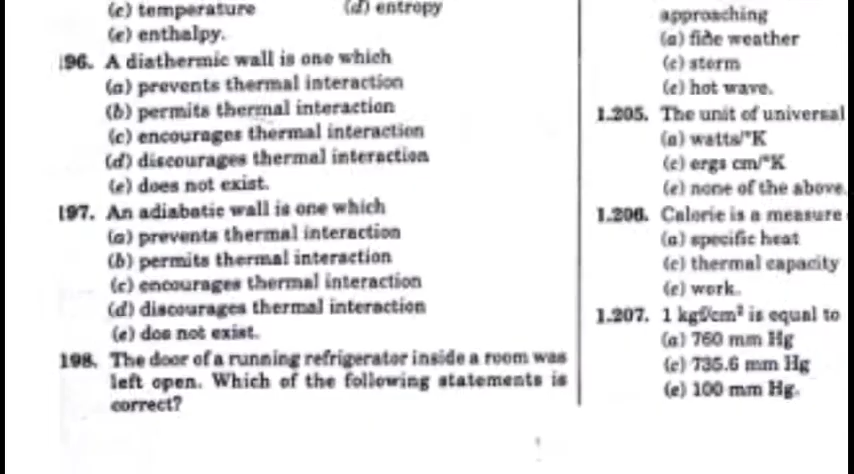 (c) temperature (d) entropy
(e) enthalpy.
196. A diathermic wall is one which
(a) prevents thermal interaction
(b) permits thermal interaction
(c) encourages thermal interaction
(d) discourages thermal interaction
(e) does not exist.
197. An adiabatic wall is one which
(a) prevents thermal interaction
(b) permits thermal interaction
(c) encourages thermal interaction
(d) discourages thermal interaction
(e) dos not exist.
198. The door of a running refrigerator inside a room was
left open. Which of the following statements is
correct?
approaching
(a) fide weather
(c) storm
(e) hot wave.
1.205. The unit of universal
(a) watts/°K
(c) ergs cm/°K
(e) none of the above.
1.206. Calorie is a measure
(a) specific heat
(c) thermal capacity
(e) work.
1.207. 1 kgf/cm² is equal to
(a) 760 mm Hg
(c) 735.6 mm Hg
(e) 100 mm Hg.